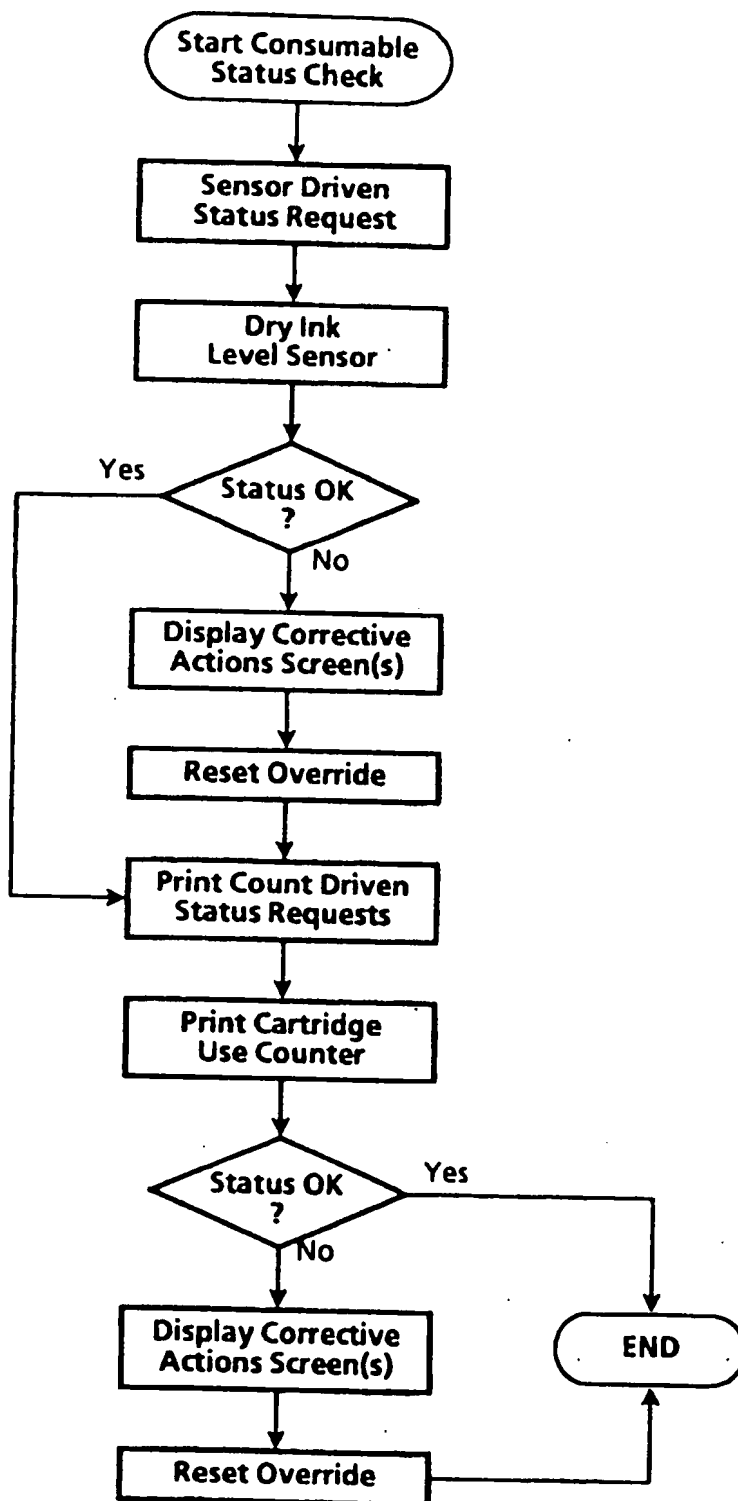 Start Consumable
Status Check
Sensor Driven
Status Request
Dry Ink
Level Sensor
Yes
Status OK
?
No
Display Corrective
Actions Screen(s)
Reset Override
Print Count Driven
Status Requests
Print Cartridge
Use Counter
Status OK
?
Yes
No
Display Corrective
Actions Screen(s)
END
Reset Override